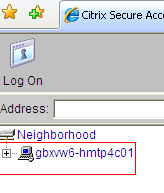 Citrix Secure Acc
Log On
Address:
Neighborhood
gbxvw6-hmtp4c01